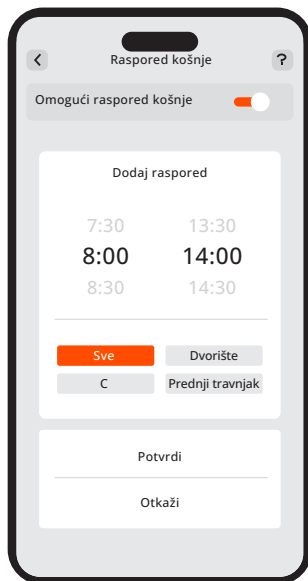 Raspored košnje
?
Omogući raspored košnje
Dodaj raspored
7:30 13:30
8:00 14:00
8:30 14:30
Sve Dvorište
C Prednji travnjak
Potvrdi
Otkaži